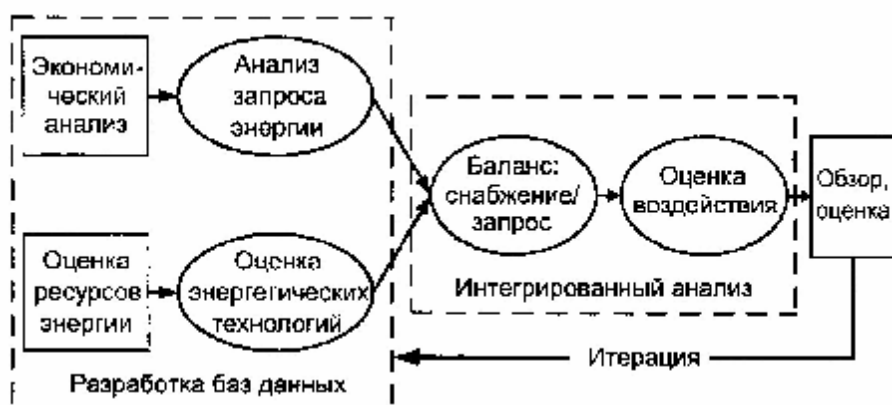 Экономи-
ческий
анализ
Анализ
запроса
энергии
Оценка
ресурсов
энергии
Оценка
энергетических
технологий
Разработка баз данных
Баланс:
снабжение/
запрос
Оценка
воздействия
Интегрированный анализ
Обзор,
оценка
Итерация